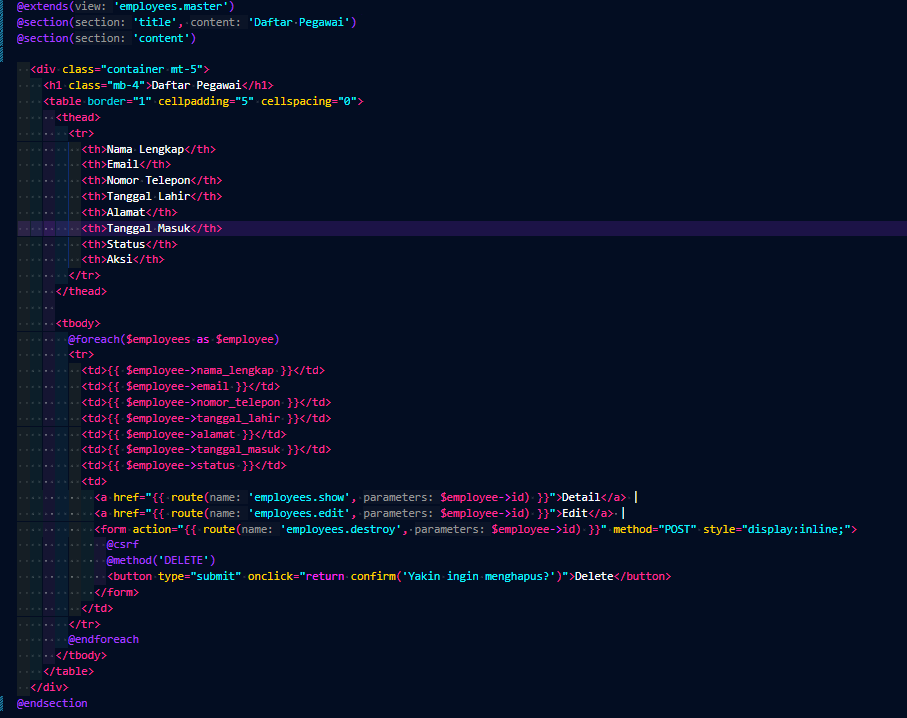 @extends(view: 'employees.master')
@section(section: 'title', content: 'Daftar Pegawai')
@section(section: 'content')
<div class="container mt-5">
<h1 class="mb-4">Daftar Pegawai</h1>
<table border="1" cellpadding="5" cellspacing="0">
<thead>
<tr>
<th>Nama Lengkap</th>
<th>Email</th>
<th>Nomor Telepon</th>
<th>Tanggal Lahir</th>
<th>Alamat</th>
<th>Tanggal Masuk</th>
<th>Status</th>
<th>Aksi</th>
</tr>
</thead>
<tbody>
@foreach($employees as $employee)
<tr>
<td>{{ $employee->nama_lengkap }}</td>
<td>{{ $employee->email }}</td>
<td>{{ $employee->nomor_telepon }}</td>
<td>{{ $employee->tanggal_lahir }}</td>
<td>{{ $employee->alamat }}</td>
<td>{{ $employee->tanggal_masuk }}</td>
<td>{{ $employee->status }}</td>
<td>
<a href="{{ route(name: 'employees.show', parameters: $employee->id) }}">Detail</a> |
<a href="{{ route(name: 'employees.edit', parameters: $employee->id) }}">Edit</a> |
<form action="{{ route(name: 'employees.destroy', parameters: $employee->id) }}" method="POST" style="display:inline;">
@csrf
@method('DELETE')
<button type="submit" onclick="return confirm('Yakin ingin menghapus?')">Delete</button>
</form>
</td>
</tr>
@endforeach
</tbody>
</table>
</div>
@endsection